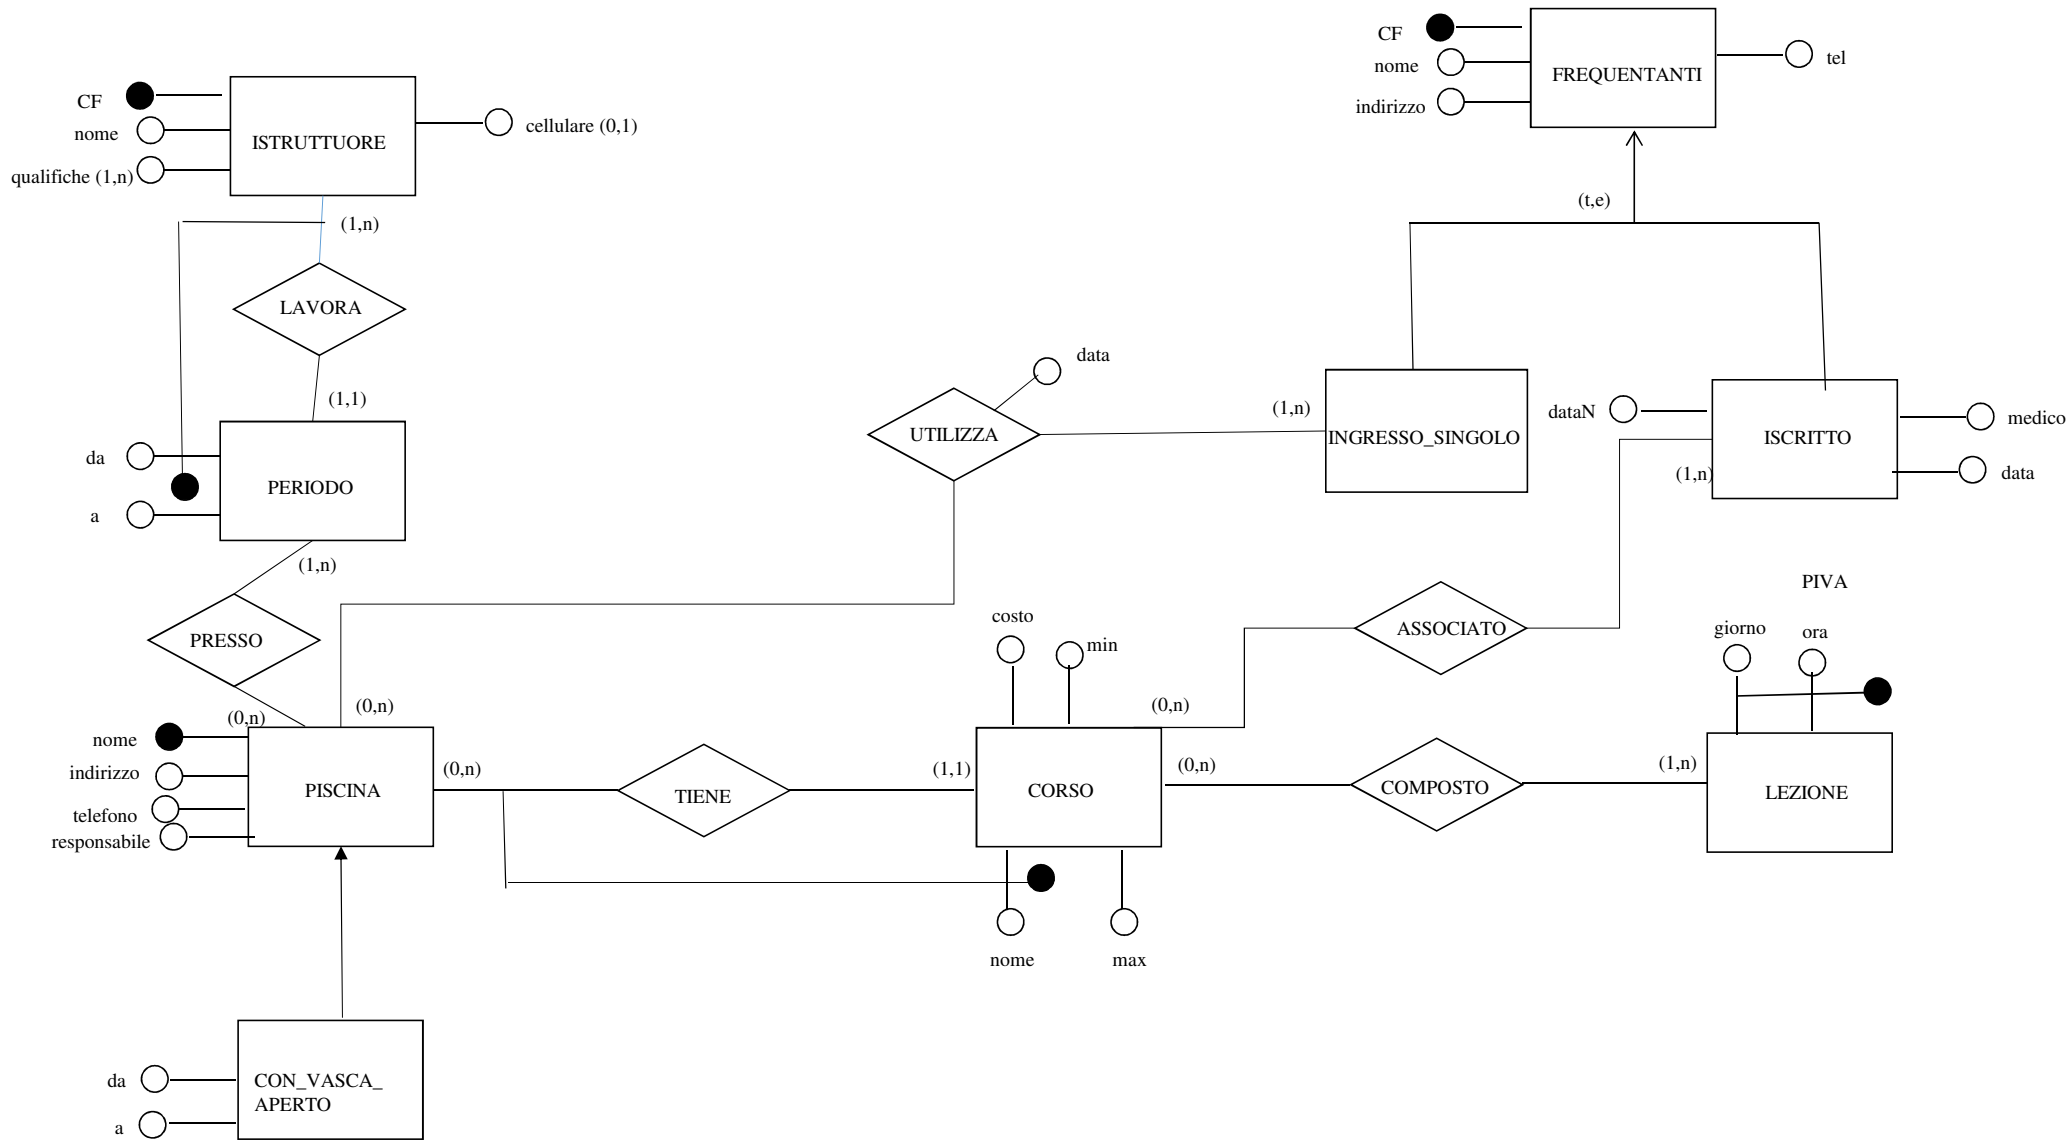 CF
nome
indirizzo
FREQUENTANTI
tel
CF
nome
qualifiche (1,n)
ISTRUTTUORE
cellulare (0,1)
(t,e)
(1,n)
LAVORA
(1,1)
data
UTILIZZA
(1,n)
INGRESSO_SINGOLO
dataN
ISCRITTO
medico
data
(1,n)
da
a
PERIODO
(1,n)
PRESSO
(0,n)
(0,n)
costo
min
ASSOCIATO
PIVA
giorno
ora
nome
indirizzo
telefono
responsabile
PISCINA
(0,n)
TIENE
(1,1)
CORSO
(0,n)
(0,n)
COMPOSTO
(1,n)
LEZIONE
nome
max
da
a
CON_VASCA_
APERTO